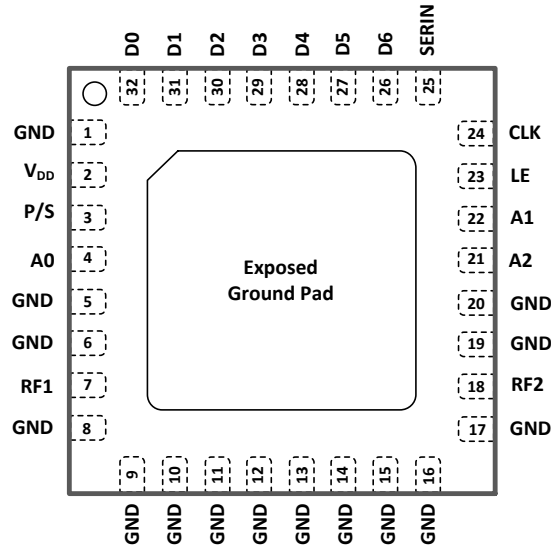 D0 D1 D2 D3 D4 D5 D6 SERIN
32 31 30 29 28 27 26 25
GND 1 24 CLK
VDD 2 23 LE
P/S 3 22 A1
A0 4 21 A2
GND 5 20 GND
GND 6 19 GND
RF1 7 18 RF2
GND 8 17 GND
Exposed
Ground Pad
9 10 11 12 13 14 15 16
GND GND GND GND GND GND GND GND